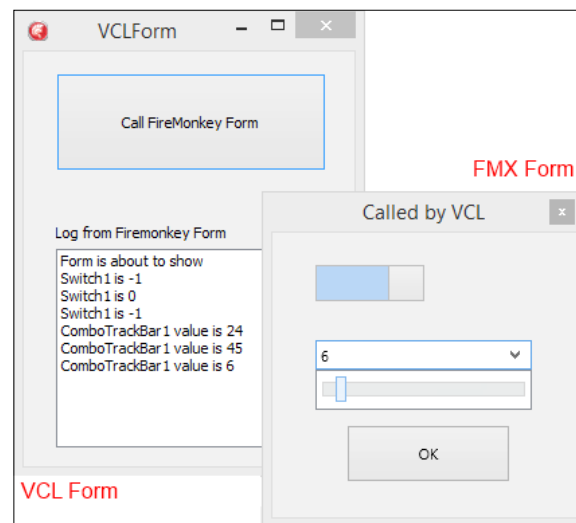 VCLForm
Call FireMonkey Form
FMX Form
Called by VCL
Log from Firemonkey Form
Form is about to show
Switch1 is -1
Switch1 is 0
Switch1 is -1
ComboTrackBar1 value is 24
ComboTrackBar1 value is 45
ComboTrackBar1 value is 6
6
OK
VCL Form